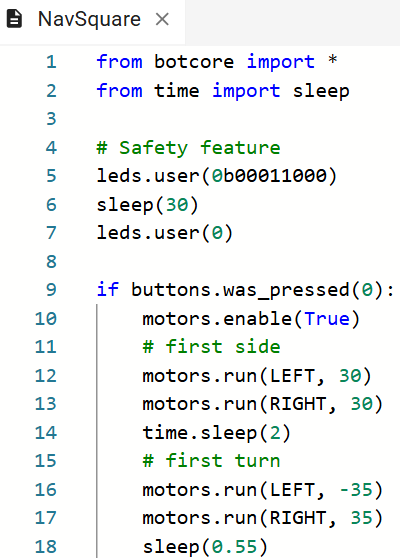 NavSquare ×
1 from botcore import *
2 from time import sleep
3
4 # Safety feature
5 leds.user(0b00011000)
6 sleep(30)
7 leds.user(0)
8
9 if buttons.was_pressed(0):
10     motors.enable(True)
11     # first side
12     motors.run(LEFT, 30)
13     motors.run(RIGHT, 30)
14     time.sleep(2)
15     # first turn
16     motors.run(LEFT, -35)
17     motors.run(RIGHT, 35)
18     sleep(0.55)